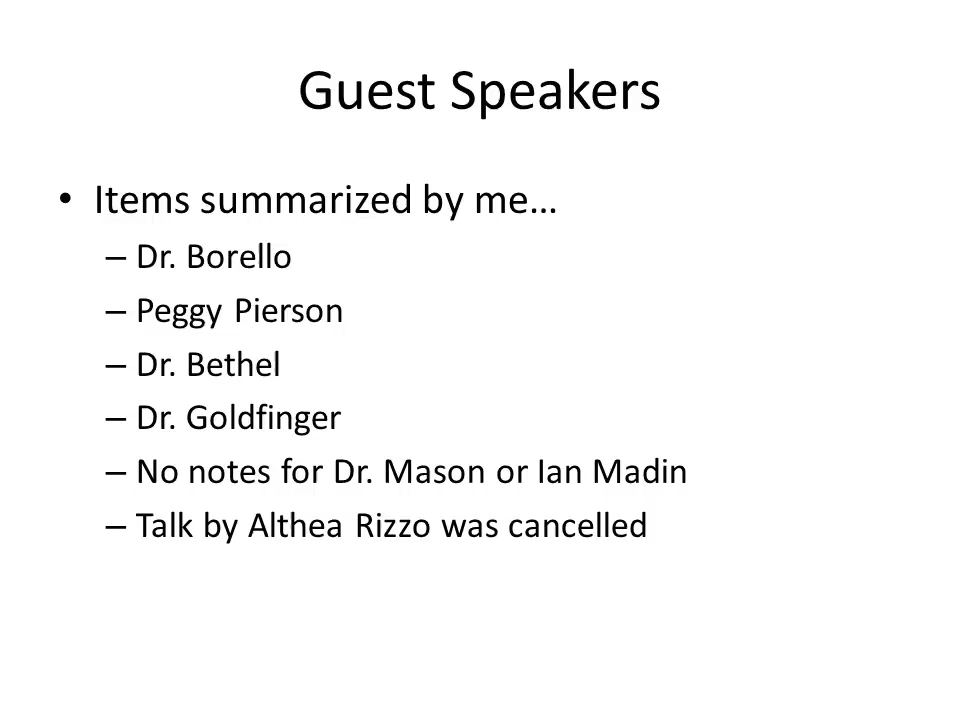 Guest Speakers
• Items summarized by me…
– Dr. Borello
– Peggy Pierson
– Dr. Bethel
– Dr. Goldfinger
– No notes for Dr. Mason or Ian Madin
– Talk by Althea Rizzo was cancelled